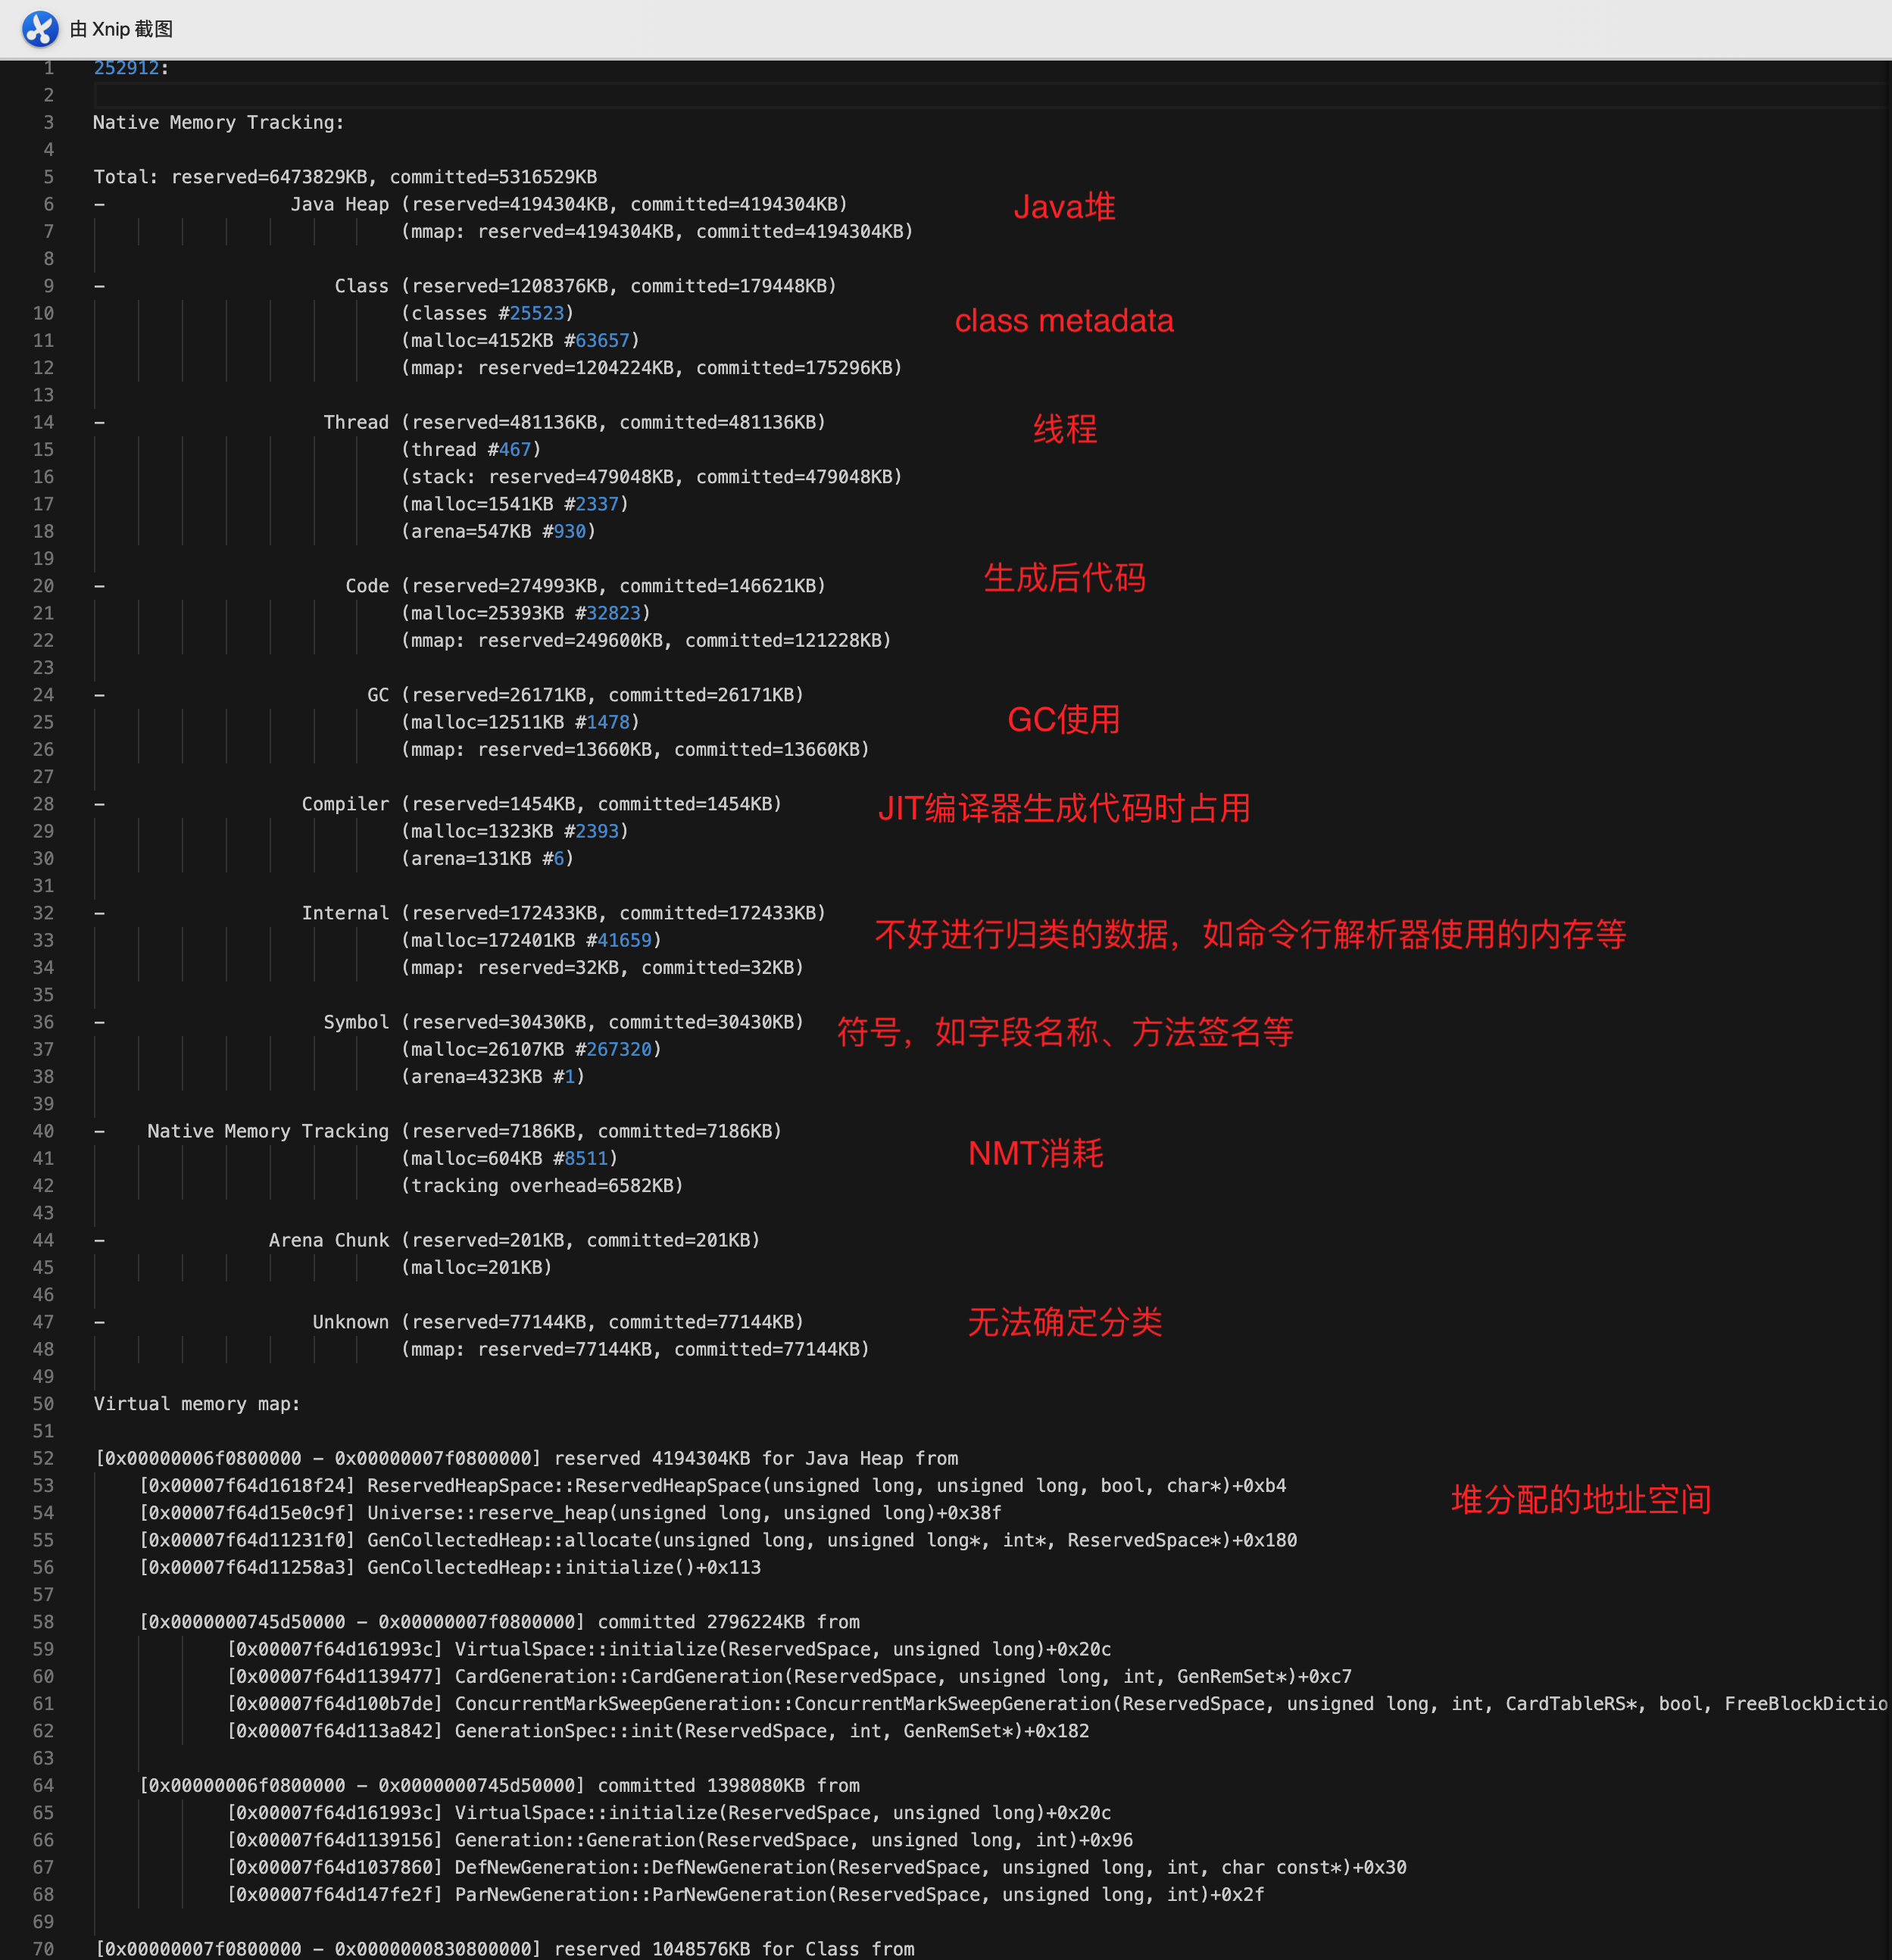 由 Xnip 截图
1 252912:
2
3 Native Memory Tracking:
4
5 Total: reserved=6473829KB, committed=5316529KB
6 - Java Heap (reserved=4194304KB, committed=4194304KB) Java堆
7 (mmap: reserved=4194304KB, committed=4194304KB)
8
9 - Class (reserved=1208376KB, committed=179448KB)
10 (classes #25523) class metadata
11 (malloc=4152KB #63657)
12 (mmap: reserved=1204224KB, committed=175296KB)
13
14 - Thread (reserved=481136KB, committed=481136KB) 线程
15 (thread #467)
16 (stack: reserved=479048KB, committed=479048KB)
17 (malloc=1541KB #2337)
18 (arena=547KB #930)
19
20 - Code (reserved=274993KB, committed=146621KB) 生成后代码
21 (malloc=25393KB #32823)
22 (mmap: reserved=249600KB, committed=121228KB)
23
24 - GC (reserved=26171KB, committed=26171KB)
25 (malloc=12511KB #1478) GC使用
26 (mmap: reserved=13660KB, committed=13660KB)
27
28 - Compiler (reserved=1454KB, committed=1454KB) JIT编译器生成代码时占用
29 (malloc=1323KB #2393)
30 (arena=131KB #6)
31
32 - Internal (reserved=172433KB, committed=172433KB)
33 (malloc=172401KB #41659) 不好进行归类的数据，如命令行解析器使用的内存等
34 (mmap: reserved=32KB, committed=32KB)
35
36 - Symbol (reserved=30430KB, committed=30430KB) 符号，如字段名称、方法签名等
37 (malloc=26107KB #267320)
38 (arena=4323KB #1)
39
40 - Native Memory Tracking (reserved=7186KB, committed=7186KB)
41 (malloc=604KB #8511) NMT消耗
42 (tracking overhead=6582KB)
43
44 - Arena Chunk (reserved=201KB, committed=201KB)
45 (malloc=201KB)
46
47 - Unknown (reserved=77144KB, committed=77144KB) 无法确定分类
48 (mmap: reserved=77144KB, committed=77144KB)
49
50 Virtual memory map:
51
52 [0x00000006f0800000 - 0x00000007f0800000] reserved 4194304KB for Java Heap from
53 [0x00007f64d1618f24] ReservedHeapSpace::ReservedHeapSpace(unsigned long, unsigned long, bool, char*)+0xb4 堆分配的地址空间
54 [0x00007f64d15e0c9f] Universe::reserve_heap(unsigned long, unsigned long)+0x38f
55 [0x00007f64d11231f0] GenCollectedHeap::allocate(unsigned long, unsigned long*, int*, ReservedSpace*)+0x180
56 [0x00007f64d11258a3] GenCollectedHeap::initialize()+0x113
57
58 [0x0000000745d50000 - 0x00000007f0800000] committed 2796224KB from
59 [0x00007f64d161993c] VirtualSpace::initialize(ReservedSpace, unsigned long)+0x20c
60 [0x00007f64d1139477] CardGeneration::CardGeneration(ReservedSpace, unsigned long, int, GenRemSet*)+0xc7
61 [0x00007f64d100b7de] ConcurrentMarkSweepGeneration::ConcurrentMarkSweepGeneration(ReservedSpace, unsigned long, int, CardTableRS*, bool, FreeBlockDictio
62 [0x00007f64d113a842] GenerationSpec::init(ReservedSpace, int, GenRemSet*)+0x182
63
64 [0x00000006f0800000 - 0x0000000745d50000] committed 1398080KB from
65 [0x00007f64d161993c] VirtualSpace::initialize(ReservedSpace, unsigned long)+0x20c
66 [0x00007f64d1139156] Generation::Generation(ReservedSpace, unsigned long, int)+0x96
67 [0x00007f64d1037860] DefNewGeneration::DefNewGeneration(ReservedSpace, unsigned long, int, char const*)+0x30
68 [0x00007f64d147fe2f] ParNewGeneration::ParNewGeneration(ReservedSpace, unsigned long, int)+0x2f
69
70 [0x00000007f0800000 - 0x0000000830800000] reserved 1048576KB for Class from